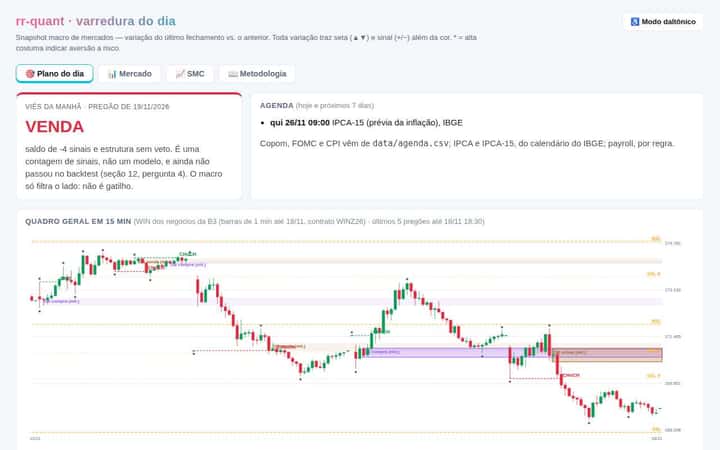 rr-quant · varredura do dia
♿ Modo daltônico
Snapshot macro de mercados — variação do último fechamento vs. o anterior. Toda variação traz seta (▲▼) e sinal (+/−) além da cor. * = alta
costuma indicar aversão a risco.
🎯 Plano do dia
📊 Mercado
📈 SMC
📖 Metodologia
VIÉS DA MANHÃ · PREGÃO DE 19/11/2026
VENDA
saldo de -4 sinais e estrutura sem veto. É uma
contagem de sinais, não um modelo, e ainda não
passou no backtest (seção 12, pergunta 4). O macro
só filtra o lado: não é gatilho.
AGENDA (hoje e próximos 7 dias)
• qui 26/11 09:00 IPCA-15 (prévia da inflação), IBGE
Copom, FOMC e CPI vêm de data/agenda.csv; IPCA e IPCA-15, do calendário do IBGE; payroll, por regra.
QUADRO GERAL EM 15 MIN (WIN dos negócios da B3 (barras de 1 min até 18/11, contrato WINZ26) · últimos 5 pregões até 18/11 18:30)
CHoCH
CHoCH